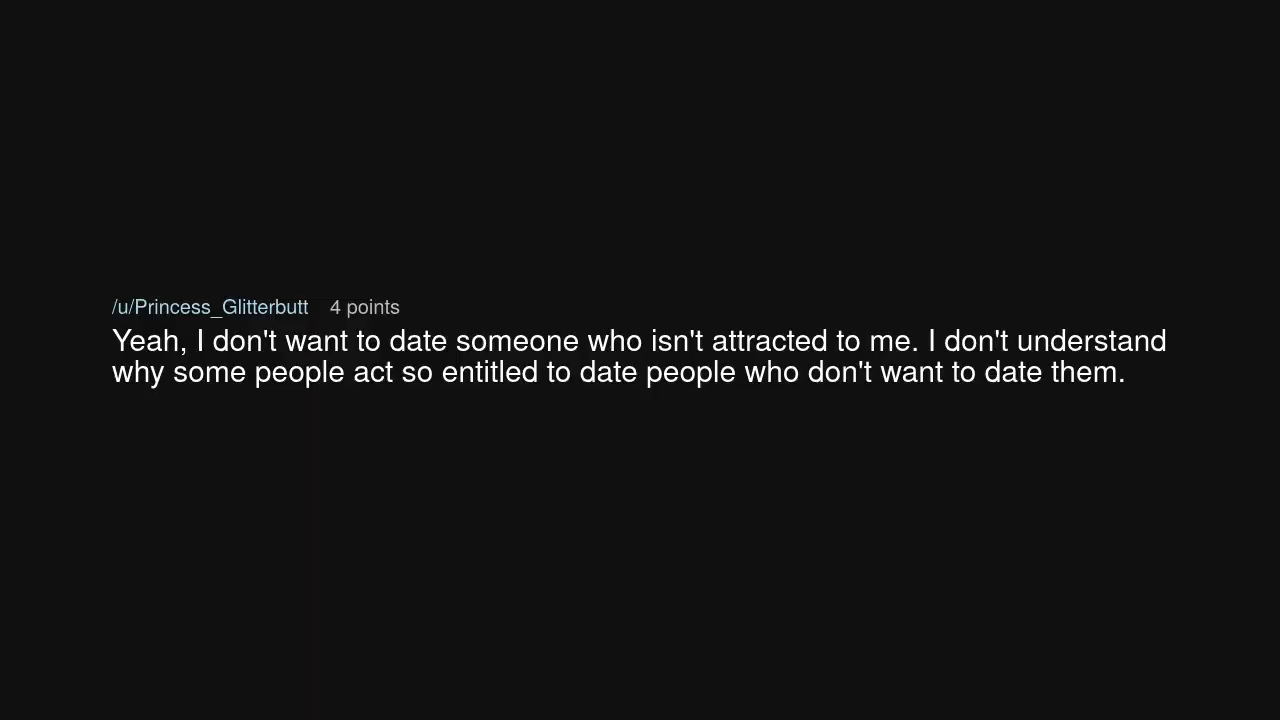 /u/Princess_Glitterbutt 4 points
Yeah, I don't want to date someone who isn't attracted to me. I don't understand
why some people act so entitled to date people who don't want to date them.